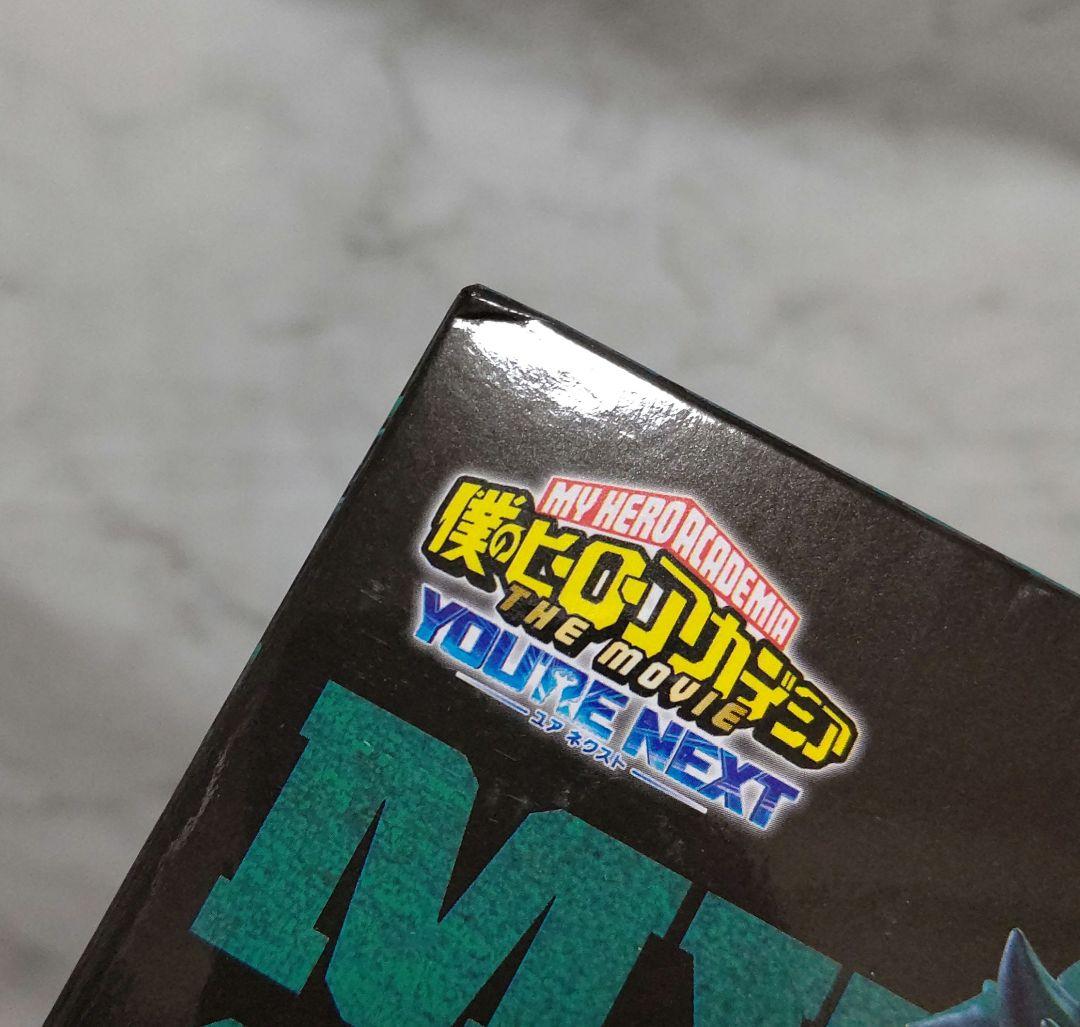 MY HERO ACADEMIA
僕のヒーローアカデミア
THE MOVIE
YOU'RE NEXT
ユア ネクスト
MY